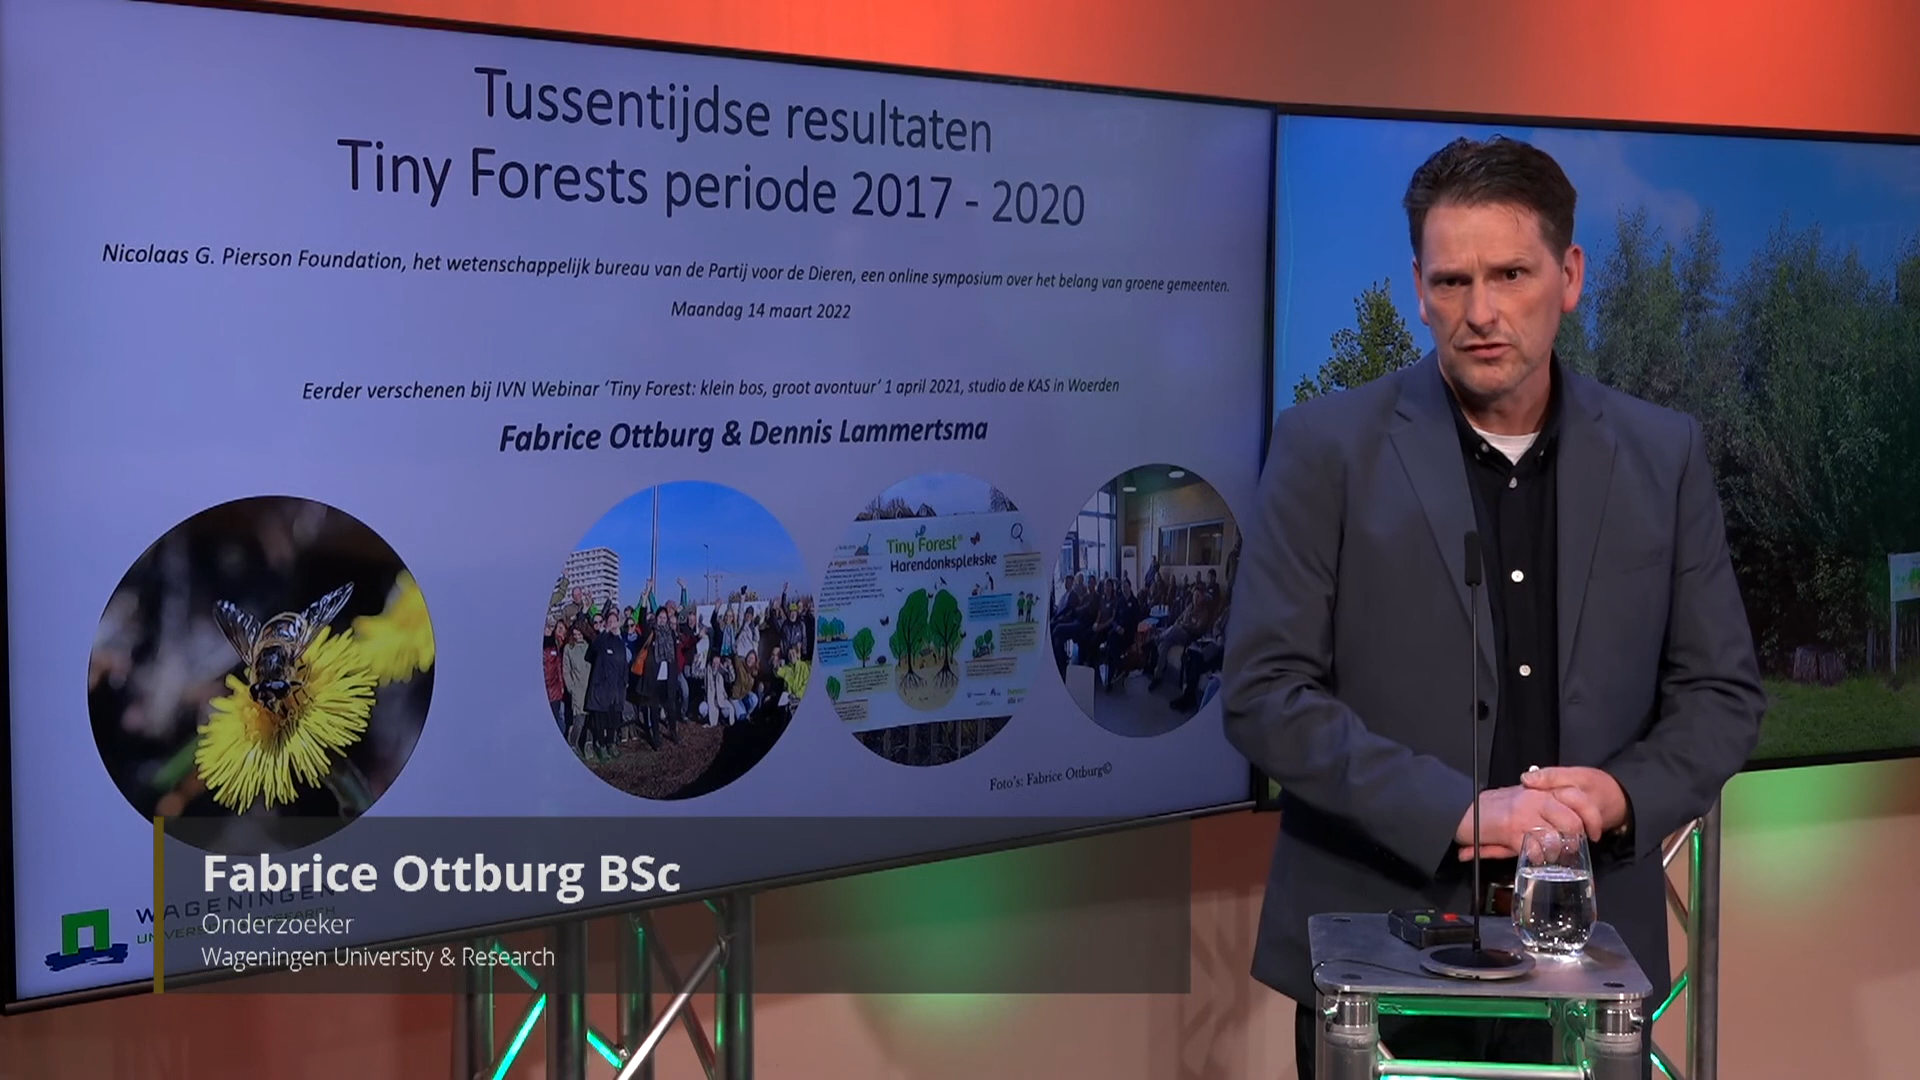 Tussentijdse resultaten
Tiny Forests periode 2017 - 2020
Nicolaas G. Pierson Foundation, het wetenschappelijk bureau van de Partij voor de Dieren, een online symposium over het belang van groene gemeenten.
Maandag 14 maart 2022
Eerder verschenen bij IVN Webinar ‘Tiny Forest: klein bos, groot avontuur’ 1 april 2021, studio de KAS in Woerden
Fabrice Ottburg & Dennis Lammertsma
Tiny Forest®
Harendonksplekske
Foto's: Fabrice Ottburg©
Fabrice Ottburg BSc
WAGENINGEN
Onderzoeker
Wageningen University & Research